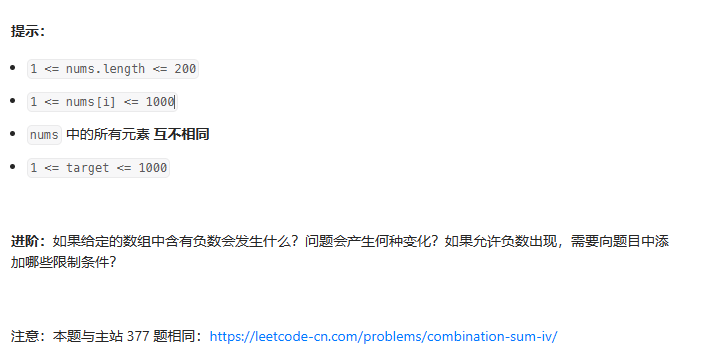 提示：
1 <= nums.length <= 200
1 <= nums[i] <= 1000
nums 中的所有元素 互不相同
1 <= target <= 1000
进阶：如果给定的数组中含有负数会发生什么？问题会产生何种变化？如果允许负数出现，需要向题目中添
加哪些限制条件？
注意：本题与主站 377 题相同：https://leetcode-cn.com/problems/combination-sum-iv/